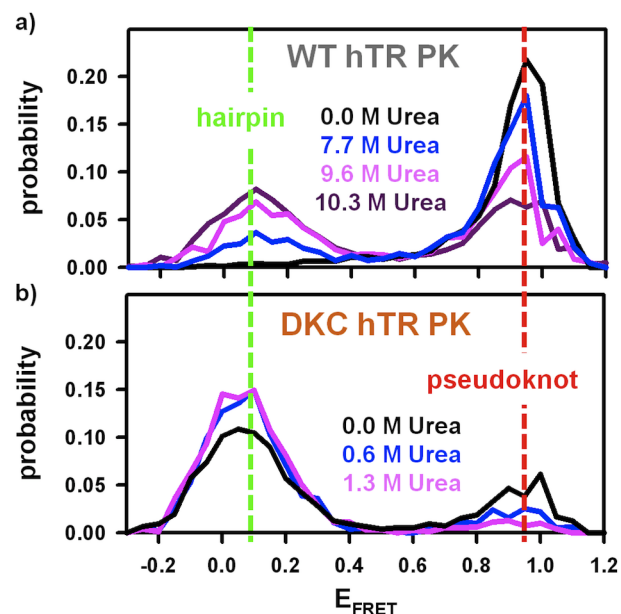 a)
WT hTR PK
hairpin
0.0 M Urea
7.7 M Urea
9.6 M Urea
10.3 M Urea
probability
0.20
0.15
0.10
0.05
0.00
b)
DKC hTR PK
pseudoknot
0.0 M Urea
0.6 M Urea
1.3 M Urea
probability
0.20
0.15
0.10
0.05
0.00
-0.2 0.0 0.2 0.4 0.6 0.8 1.0 1.2
E_FRET